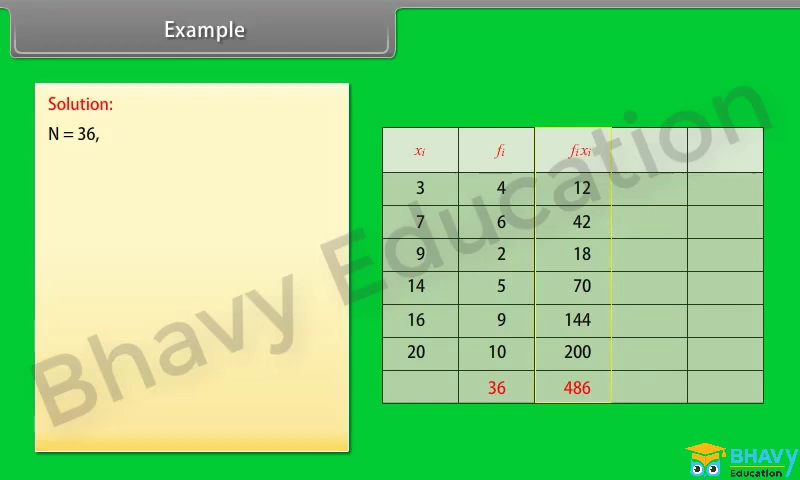 Example
Solution:
N = 36,
xi fi fixi
3 4 12
7 6 42
9 2 18
14 5 70
16 9 144
20 10 200
36 486
Bhavy Education
BHAVY
Education